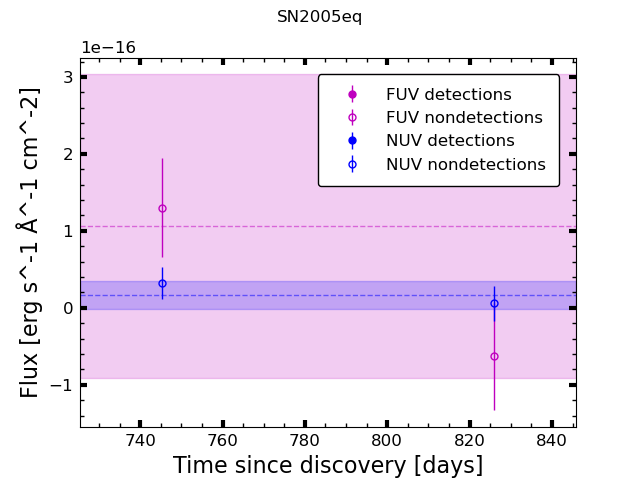 SN2005eq
1e−16
3
2
1
0
−1
Flux [erg s^-1 Å^-1 cm^-2]
FUV detections
FUV nondetections
NUV detections
NUV nondetections
740 760 780 800 820 840
Time since discovery [days]